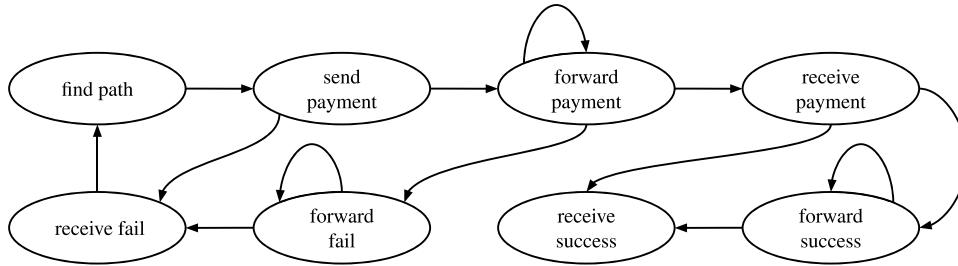 find path
send
payment
forward
payment
receive
payment
receive fail
forward
fail
receive
success
forward
success